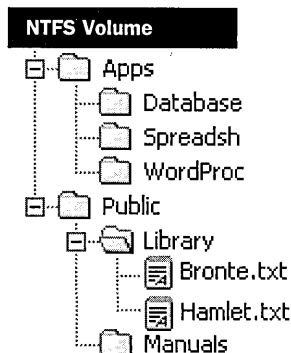 NTFS Volume
Apps
Database
Spreadsh
WordProc
Public
Library
Bronte.txt
Hamlet.txt
Manuals